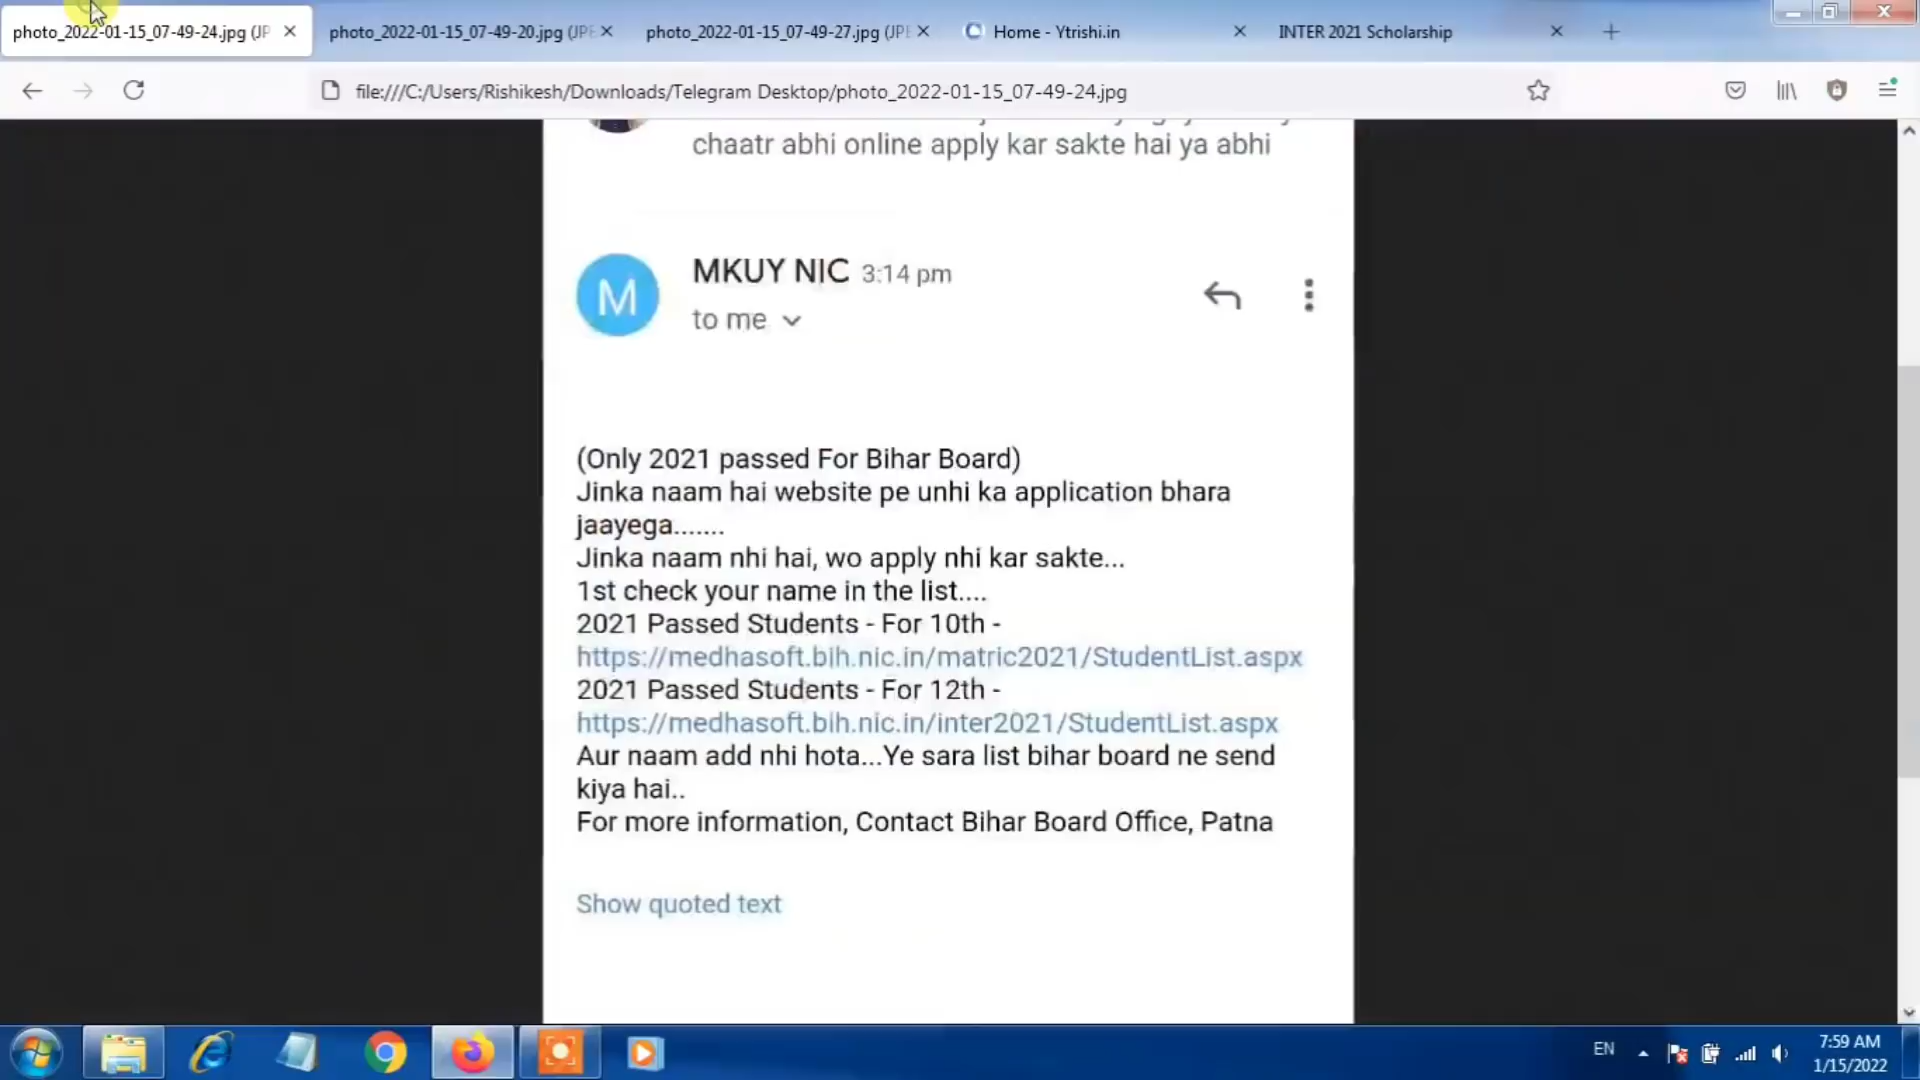 photo_2022-01-15_07-49-24.jpg (JP
photo_2022-01-15_07-49-20.jpg (JPE
photo_2022-01-15_07-49-27.jpg (JPE
Home - Ytrishi.in
INTER 2021 Scholarship
file:///C:/Users/Rishikesh/Downloads/Telegram Desktop/photo_2022-01-15_07-49-24.jpg
chaatr abhi online apply kar sakte hai ya abhi
M
MKUY NIC 3:14 pm
to me
(Only 2021 passed For Bihar Board)
Jinka naam hai website pe unhi ka application bhara
jaayega.......
Jinka naam nhi hai, wo apply nhi kar sakte...
1st check your name in the list....
2021 Passed Students - For 10th -
https://medhasoft.bih.nic.in/matric2021/StudentList.aspx
2021 Passed Students - For 12th -
https://medhasoft.bih.nic.in/inter2021/StudentList.aspx
Aur naam add nhi hota...Ye sara list bihar board ne send
kiya hai..
For more information, Contact Bihar Board Office, Patna
Show quoted text
EN
7:59 AM
1/15/2022